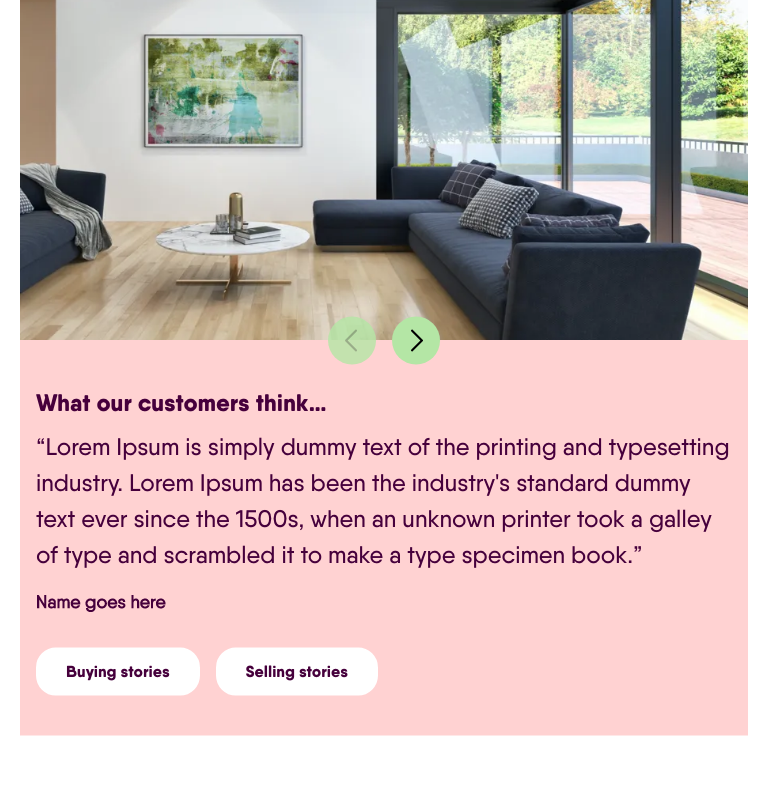 What our customers think...
“Lorem Ipsum is simply dummy text of the printing and typesetting
industry. Lorem Ipsum has been the industry's standard dummy
text ever since the 1500s, when an unknown printer took a galley
of type and scrambled it to make a type specimen book.”
Name goes here
Buying stories
Selling stories